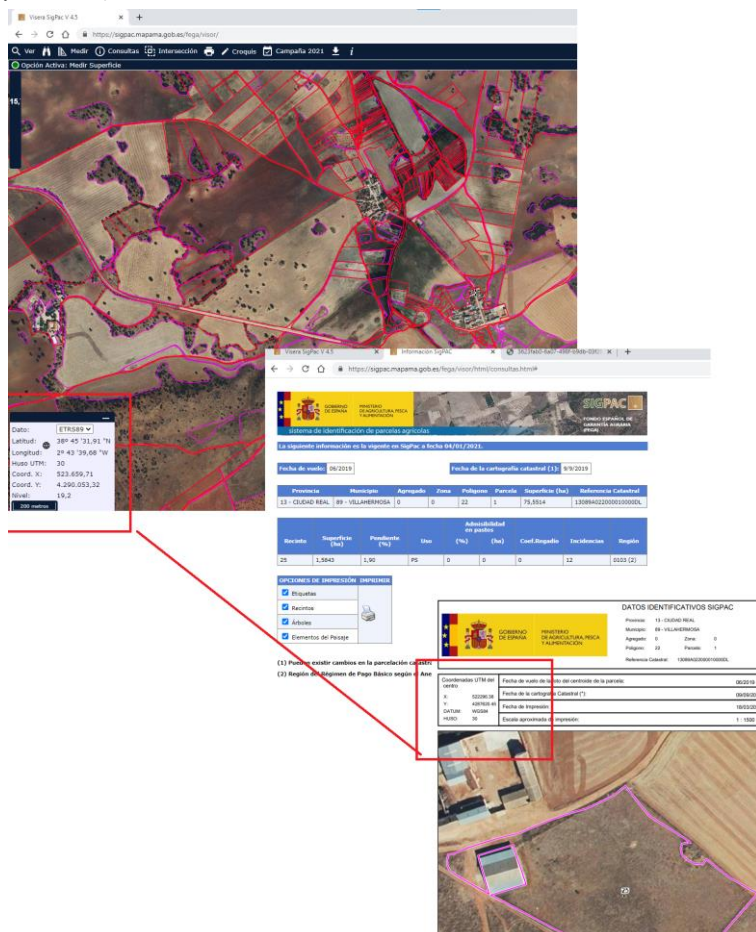 Visera SigPac V 4.5
https://sigpac.mapama.gob.es/fega/visor/
Ver Medir Consultas Intersección Croquis Campaña 2021 i
Opción Activa: Medir Superficie
15,
Dato: ETRS89
Latitud: 38º 45 '31,91 "N
Longitud: 2º 43 '39,68 "W
Huso UTM: 30
Coord. X: 523.659,71
Coord. Y: 4.290.053,32
Nivel: 19,2
200 metros
Visera SigPac V 4.5
Información SigPAC
https://sigpac.mapama.gob.es/fega/visor/html/consultas.html#
GOBIERNO DE ESPAÑA
MINISTERIO DE AGRICULTURA, PESCA Y ALIMENTACIÓN
SIGPAC
FONDO ESPAÑOL DE GARANTÍA AGRARIA (FEGA)
sistema de identificación de parcelas agrícolas
La siguiente información es la vigente en SigPac a fecha 04/01/2021.
Fecha de vuelo: 06/2019 Fecha de la cartografía catastral (1): 9/9/2019
Provincia Municipio Agregado Zona Polígono Parcela Superficie (ha) Referencia Catastral
13 - CIUDAD REAL 89 - VILLAHERMOSA 0 0 22 1 75,5514 13089A022000010000DL
Admisibilidad en pastos
Recinto Superficie (ha) Pendiente (%) Uso (%) (ha) Coef.Regadío Incidencias Región
25 1,5843 1,90 PS 0 0 0 12 0103 (2)
OPCIONES DE IMPRESIÓN IMPRIMIR
Etiquetas
Recintos
Árboles
Elementos del Paisaje
(1) Pueden existir cambios en la parcelación catastr
(2) Región del Régimen de Pago Básico según el Ane
GOBIERNO DE ESPAÑA
MINISTERIO DE AGRICULTURA, PESCA Y ALIMENTACIÓN
DATOS IDENTIFICATIVOS SIGPAC
Provincia: 13 - CIUDAD REAL
Municipio: 89 - VILLAHERMOSA
Agregado: 0 Zona: 0
Polígono: 22 Parcela: 1
Referencia Catastral: 13089A022000010000DL
Coordenadas UTM del centro
X:
Y:
DATUM: WGS84
HUSO: 30
Fecha de vuelo de la foto del centroide de la parcela: 06/2019
Fecha de la cartografía Catastral (*) 09/09/20
Fecha de Impresión:
Escala aproximada de impresión: 1 : 1500